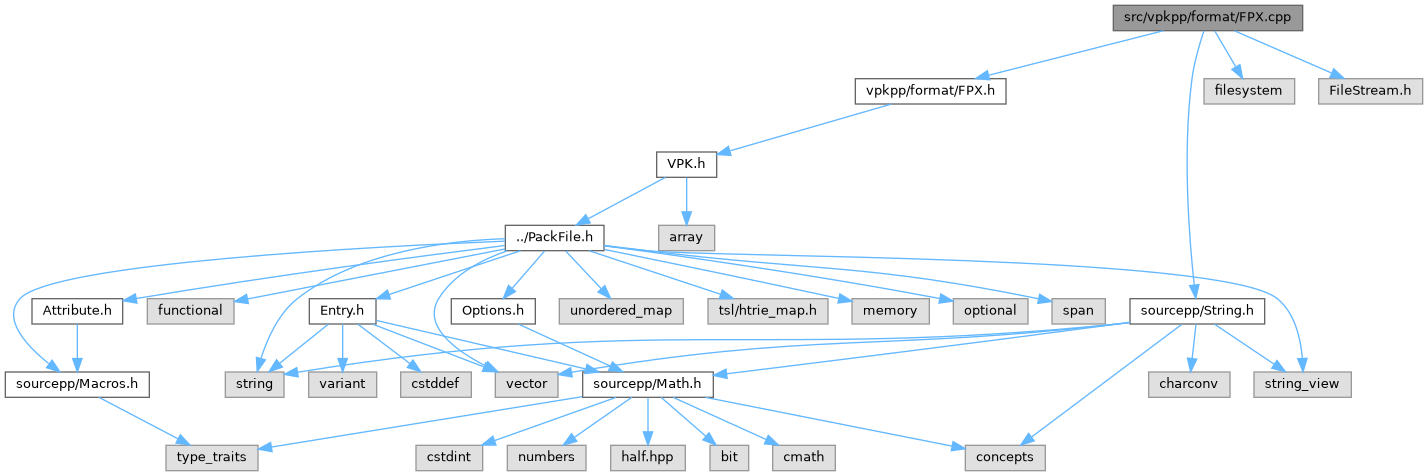 src/vpkpp/format/FPX.cpp
vpkpp/format/FPX.h
filesystem
FileStream.h
VPK.h
../PackFile.h
array
Attribute.h
functional
Entry.h
Options.h
unordered_map
tsl/htrie_map.h
memory
optional
span
sourcepp/String.h
sourcepp/Macros.h
string
variant
cstddef
vector
sourcepp/Math.h
charconv
string_view
type_traits
cstdint
numbers
half.hpp
bit
cmath
concepts